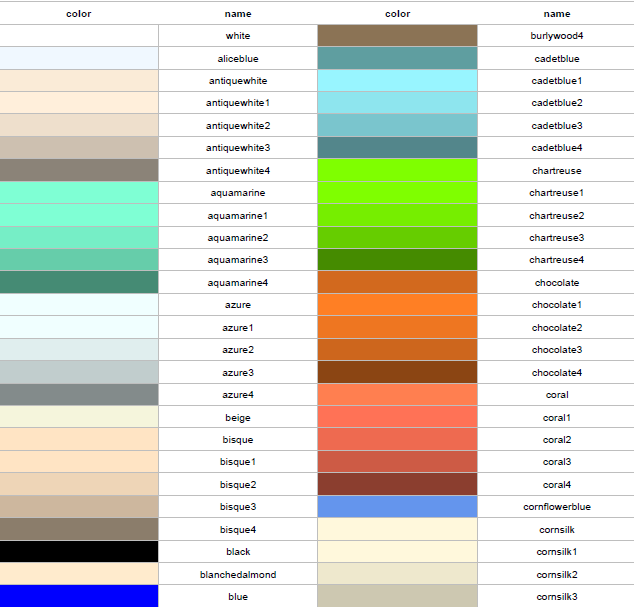 color name color name
white burlywood4
aliceblue cadetblue
antiquewhite cadetblue1
antiquewhite1 cadetblue2
antiquewhite2 cadetblue3
antiquewhite3 cadetblue4
antiquewhite4 chartreuse
aquamarine chartreuse1
aquamarine1 chartreuse2
aquamarine2 chartreuse3
aquamarine3 chartreuse4
aquamarine4 chocolate
azure chocolate1
azure1 chocolate2
azure2 chocolate3
azure3 chocolate4
azure4 coral
beige coral1
bisque coral2
bisque1 coral3
bisque2 coral4
bisque3 cornflowerblue
bisque4 cornsilk
black cornsilk1
blanchedalmond cornsilk2
blue cornsilk3